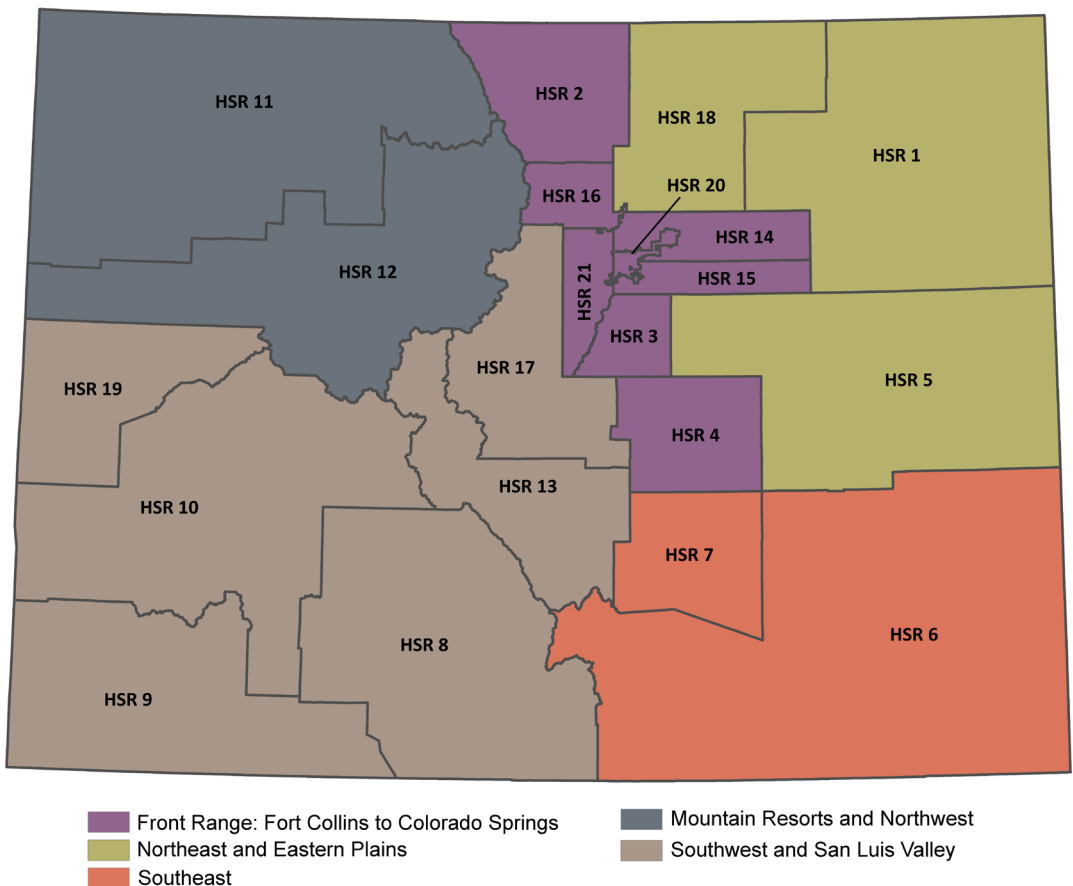 HSR 2
HSR 11
HSR 18
HSR 1
HSR 20
HSR 16
HSR 14
HSR 12
HSR 15
HSR 21
HSR 3
HSR 17
HSR 5
HSR 19
HSR 4
HSR 13
HSR 10
HSR 7
HSR 6
HSR 8
HSR 9
Front Range: Fort Collins to Colorado Springs
Northeast and Eastern Plains
Southeast
Mountain Resorts and Northwest
Southwest and San Luis Valley